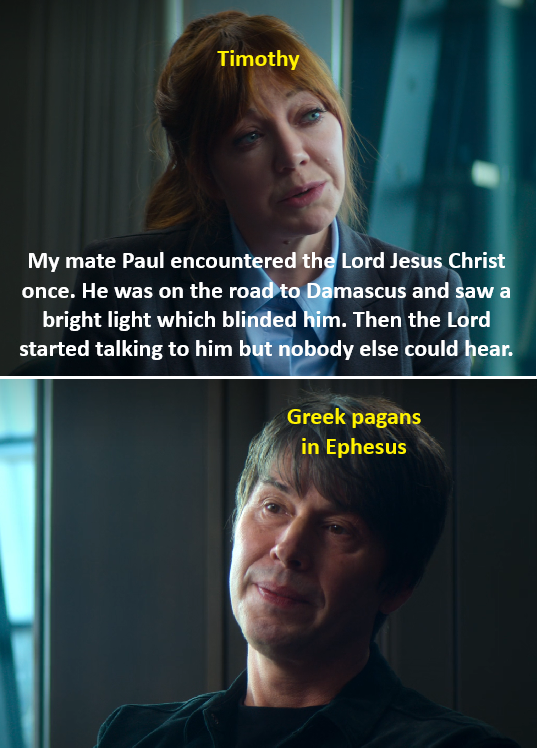 Timothy
My mate Paul encountered the Lord Jesus Christ
once. He was on the road to Damascus and saw a
bright light which blinded him. Then the Lord
started talking to him but nobody else could hear.
Greek pagans
in Ephesus